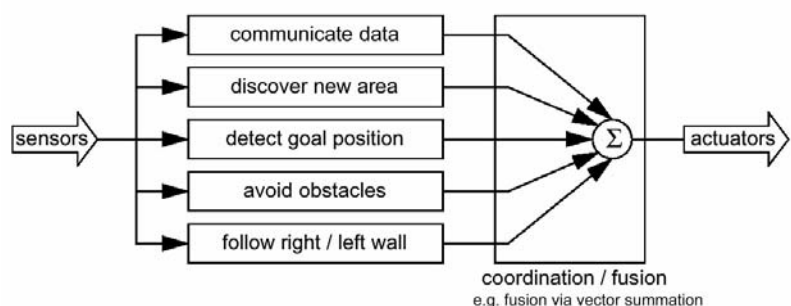 communicate data
discover new area
sensors
detect goal position
Σ
actuators
avoid obstacles
follow right / left wall
coordination / fusion
e.g. fusion via vector summation